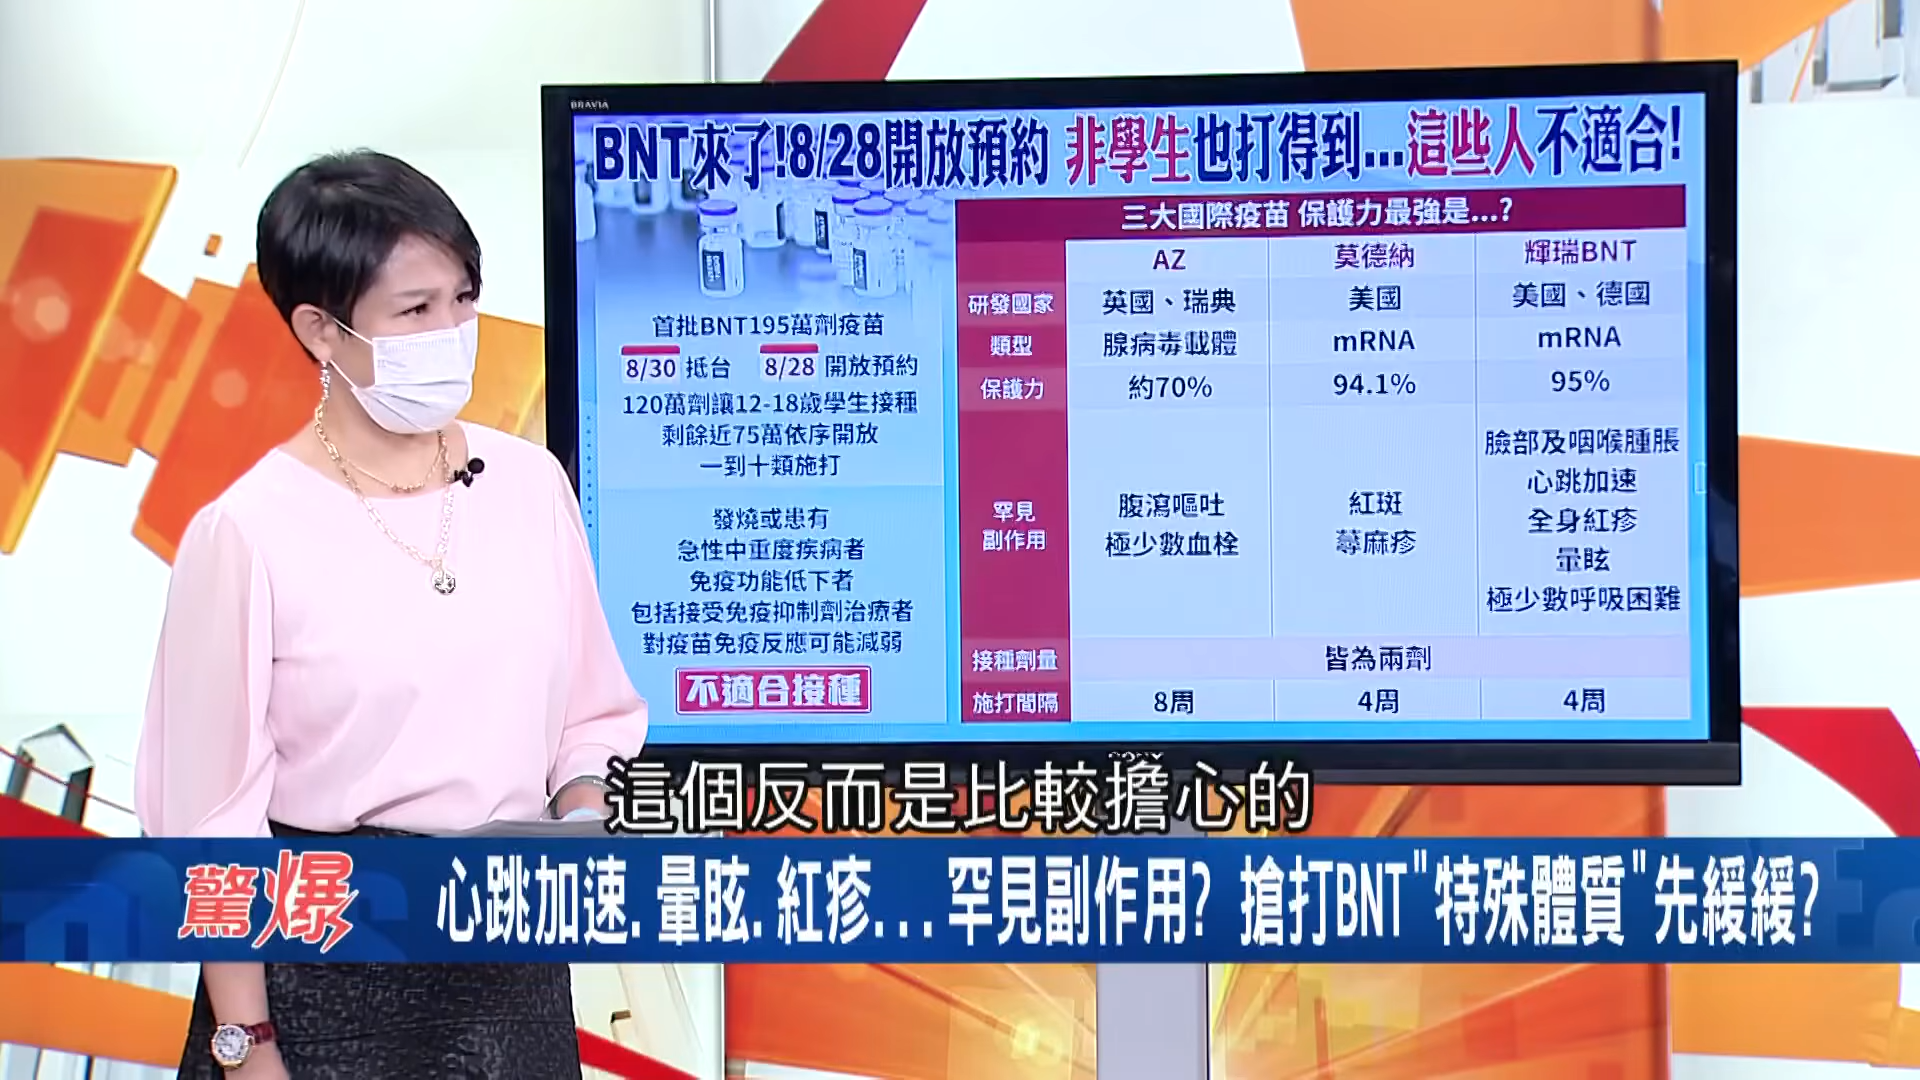 BRAVIA
BNT來了!8/28開放預約 非學生也打得到...這些人不適合!
首批BNT195萬劑疫苗
8/30 抵台 8/28 開放預約
120萬劑讓12-18歲學生接種
剩餘近75萬依序開放
一到十類施打
發燒或患有
急性中重度疾病者
免疫功能低下者
包括接受免疫抑制劑治療者
對疫苗免疫反應可能減弱
不適合接種
三大國際疫苗 保護力最強是...?
AZ 莫德納 輝瑞BNT
研發國家 英國、瑞典 美國 美國、德國
類型 腺病毒載體 mRNA mRNA
保護力 約70% 94.1% 95%
罕見
副作用
腹瀉嘔吐
極少數血栓
紅斑
蕁麻疹
臉部及咽喉腫脹
心跳加速
全身紅疹
暈眩
極少數呼吸困難
接種劑量 皆為兩劑
施打間隔 8周 4周 4周
SONY
這個反而是比較擔心的
驚爆
心跳加速.暈眩.紅疹...罕見副作用? 搶打BNT"特殊體質"先緩緩?